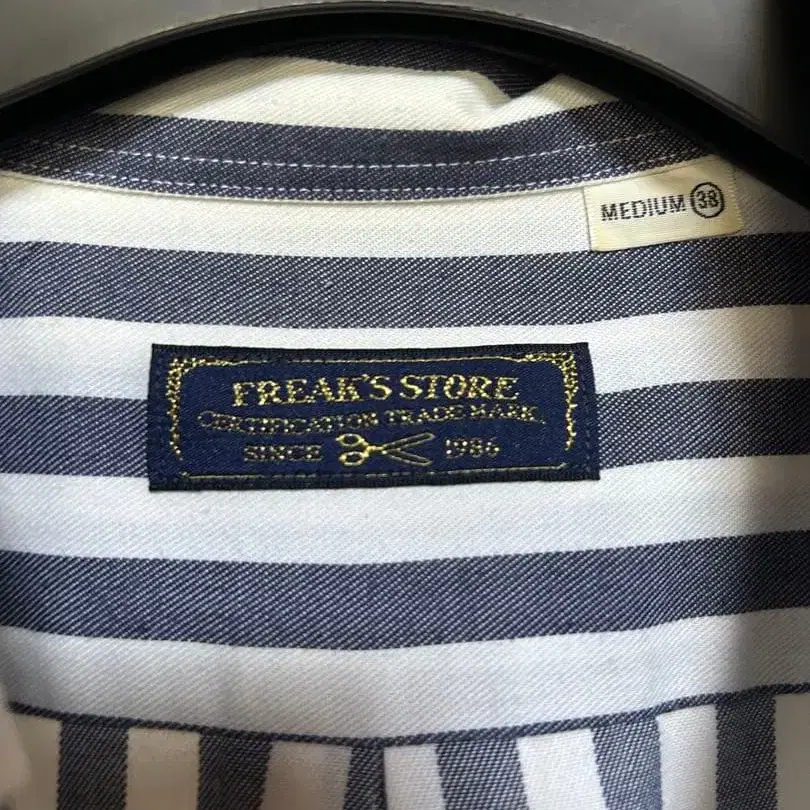 MEDIUM 38
FREAK'S STORE
CERTIFICATION TRADE MARK.
SINCE 1986